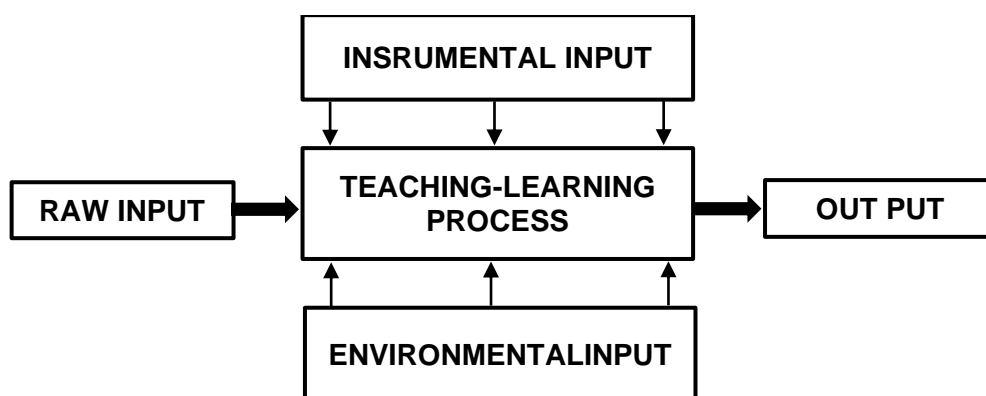 INSRUMENTAL INPUT
RAW INPUT
TEACHING-LEARNING
PROCESS
OUT PUT
ENVIRONMENTALINPUT